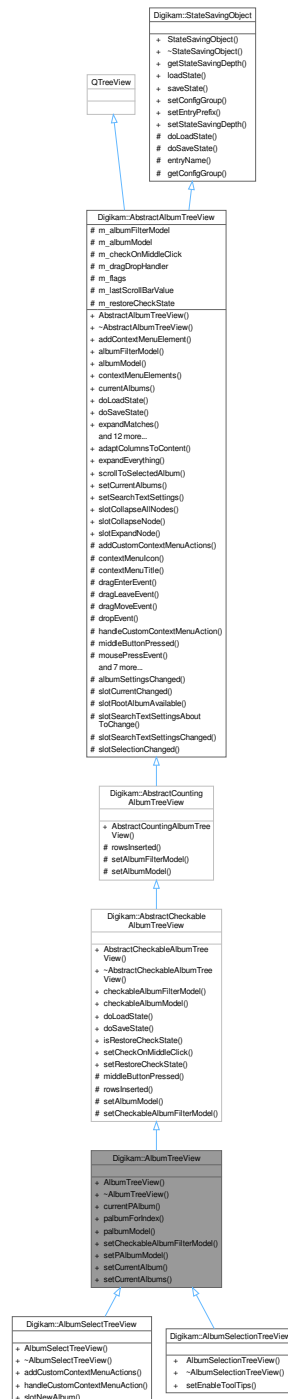 Digikam::StateSavingObject
+ StateSavingObject()
+ ~StateSavingObject()
+ getStateSavingDepth()
+ loadState()
+ saveState()
+ setConfigGroup()
+ setEntryPrefix()
+ setStateSavingDepth()
# doLoadState()
# doSaveState()
# entryName()
# getConfigGroup()
QTreeView
Digikam::AbstractAlbumTreeView
# m_albumFilterModel
# m_albumModel
# m_checkOnMiddleClick
# m_dragDropHandler
# m_flags
# m_lastScrollBarValue
# m_restoreCheckState
+ AbstractAlbumTreeView()
+ ~AbstractAlbumTreeView()
+ addContextMenuElement()
+ albumFilterModel()
+ albumModel()
+ contextMenuElements()
+ currentAlbums()
+ doLoadState()
+ doSaveState()
+ expandMatches()
and 12 more...
+ adaptColumnsToContent()
+ expandEverything()
+ scrollToSelectedAlbum()
+ setCurrentAlbums()
+ setSearchTextSettings()
+ slotCollapseAllNodes()
+ slotCollapseNode()
+ slotExpandNode()
# addCustomContextMenuActions()
# contextMenuIcon()
# contextMenuTitle()
# dragEnterEvent()
# dragLeaveEvent()
# dragMoveEvent()
# dropEvent()
# handleCustomContextMenuAction()
# middleButtonPressed()
# mousePressEvent()
and 7 more...
# albumSettingsChanged()
# slotCurrentChanged()
# slotRootAlbumAvailable()
# slotSearchTextSettingsAbout
ToChange()
# slotSearchTextSettingsChanged()
# slotSelectionChanged()
Digikam::AbstractCounting
AlbumTreeView
+ AbstractCountingAlbumTree
View()
# rowsInserted()
# setAlbumFilterModel()
# setAlbumModel()
Digikam::AbstractCheckable
AlbumTreeView
+ AbstractCheckableAlbumTree
View()
+ ~AbstractCheckableAlbumTree
View()
+ checkableAlbumFilterModel()
+ checkableAlbumModel()
+ doLoadState()
+ doSaveState()
+ isRestoreCheckState()
+ setCheckOnMiddleClick()
+ setRestoreCheckState()
# middleButtonPressed()
# rowsInserted()
# setAlbumModel()
# setCheckableAlbumFilterModel()
Digikam::AlbumTreeView
+ AlbumTreeView()
+ ~AlbumTreeView()
+ currentPAlbum()
+ palbumForIndex()
+ palbumModel()
+ setCheckableAlbumFilterModel()
+ setPAlbumModel()
+ setCurrentAlbum()
+ setCurrentAlbums()
Digikam::AlbumSelectTreeView
+ AlbumSelectTreeView()
+ ~AlbumSelectTreeView()
+ addCustomContextMenuActions()
+ handleCustomContextMenuAction()
+ slotNewAlbum()
Digikam::AlbumSelectionTreeView
+ AlbumSelectionTreeView()
+ ~AlbumSelectionTreeView()
+ setEnableToolTips()